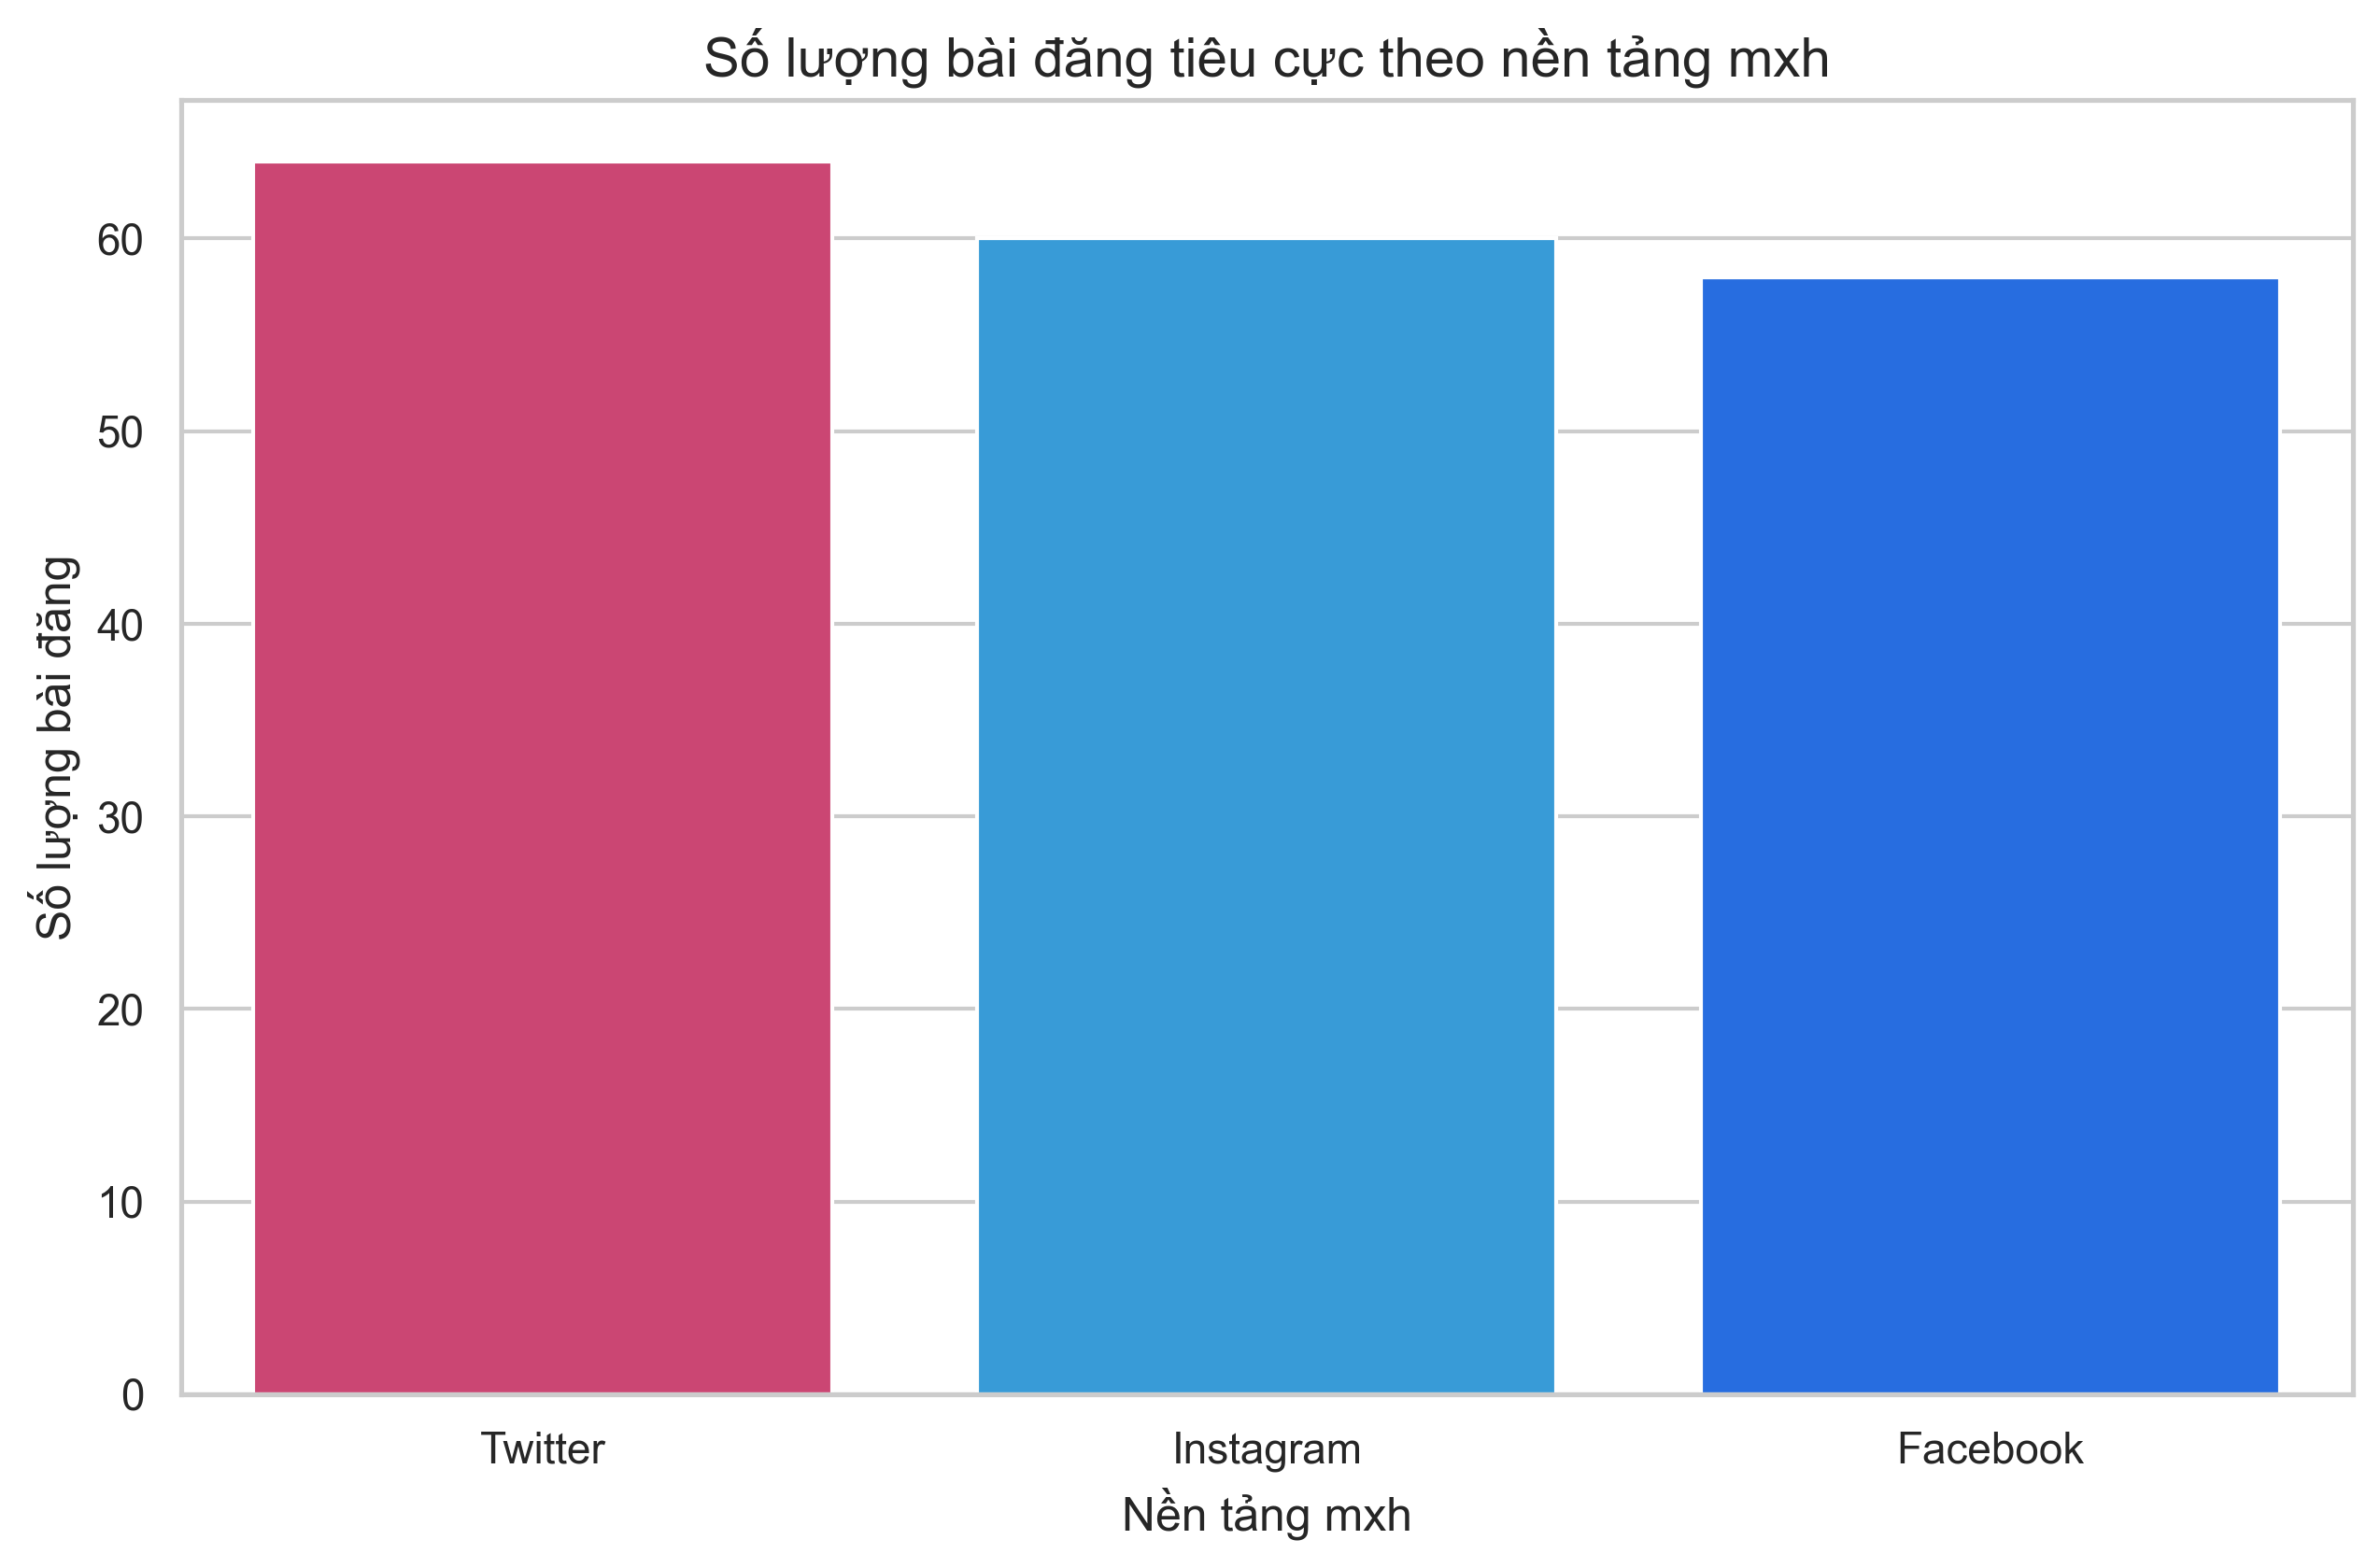 Số lượng bài đăng tiêu cực theo nền tảng mxh
Số lượng bài đăng
60
50
40
30
20
10
0
Twitter Instagram Facebook
Nền tảng mxh